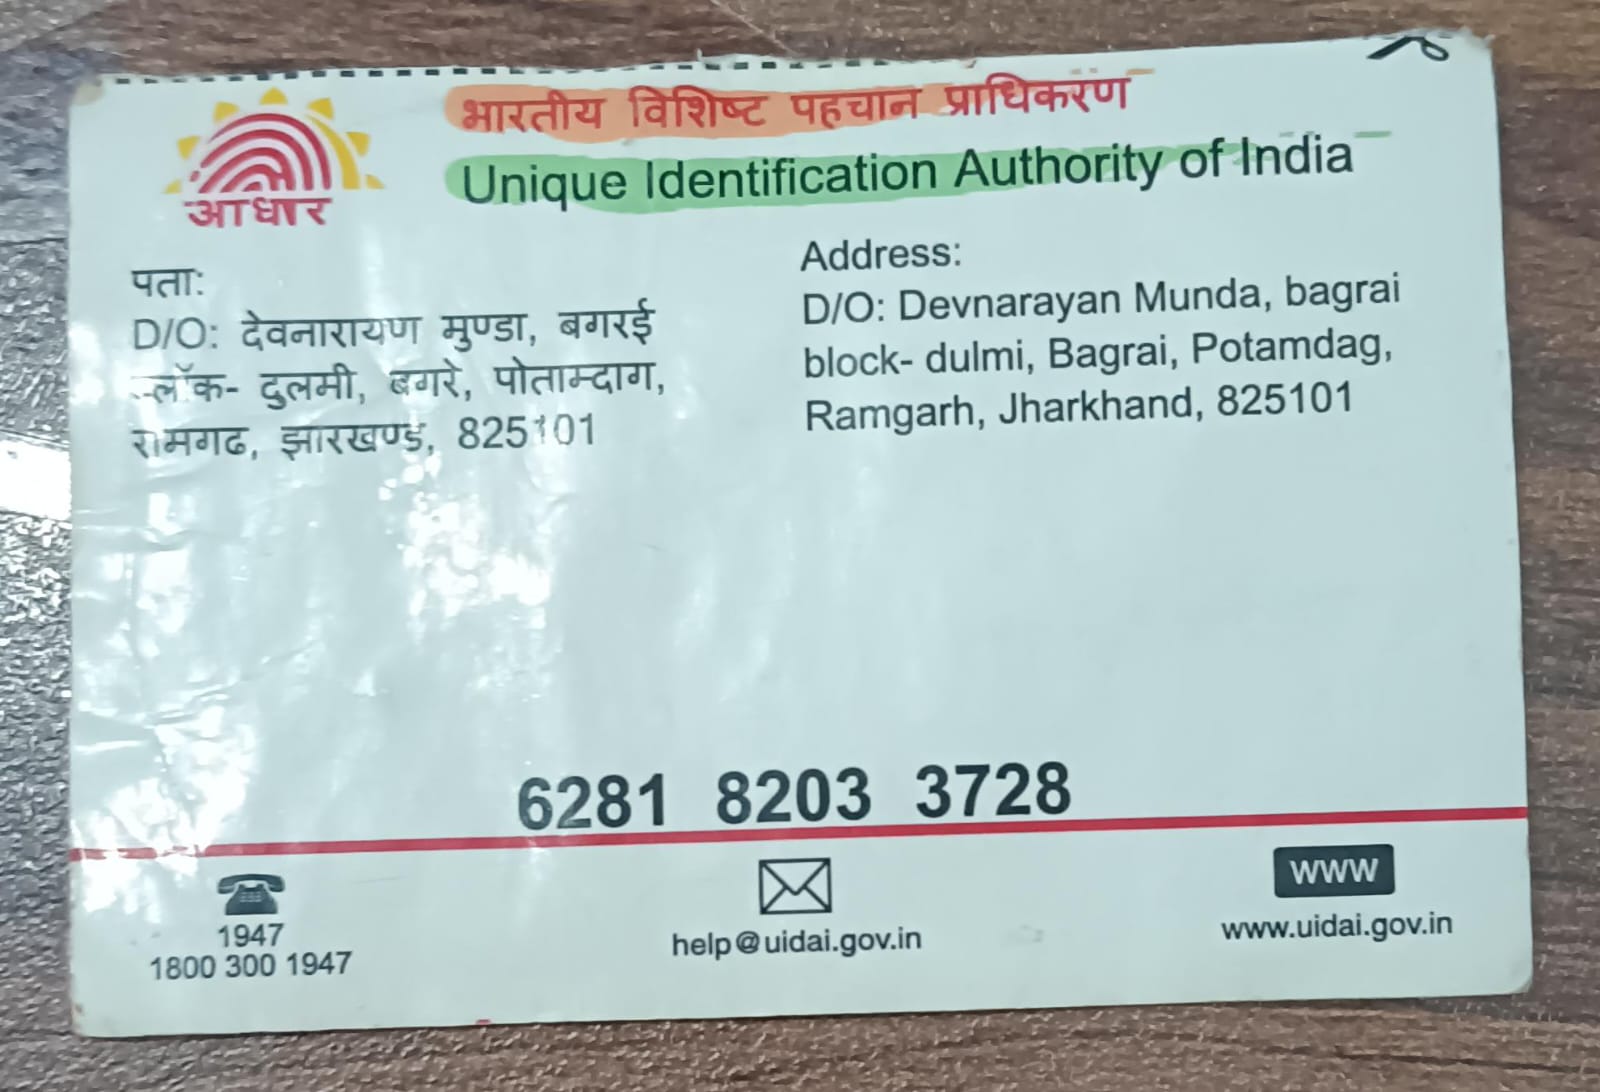 भारतीय विशिष्ट पहचान प्राधिकरण
Unique Identification Authority of India
आधार
पता:
D/O: देवनारायण मुण्डा, बगरई
ब्लॉक- दुलमी, बगरे, पोताम्दाग,
रामगढ, झारखण्ड, 825101
Address:
D/O: Devnarayan Munda, bagrai
block- dulmi, Bagrai, Potamdag,
Ramgarh, Jharkhand, 825101
6281 8203 3728
1947
1800 300 1947
help@uidai.gov.in
www
www.uidai.gov.in